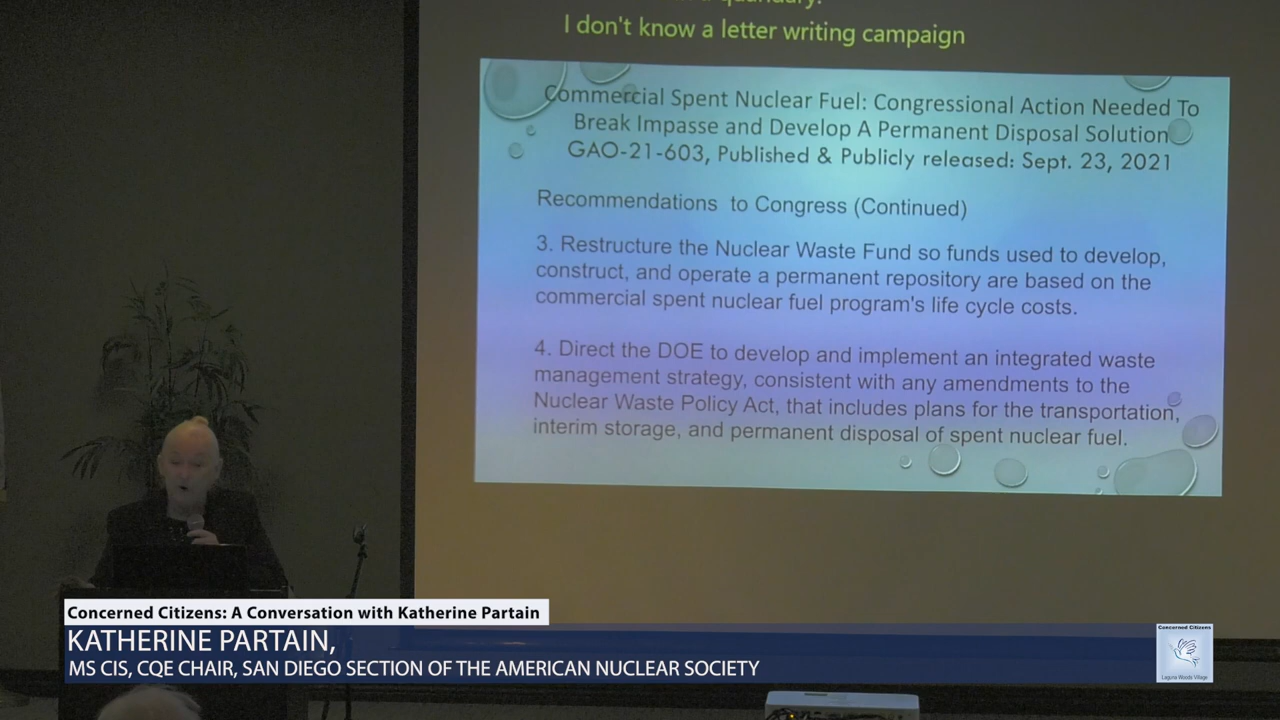 quandary.
I don't know a letter writing campaign
Commercial Spent Nuclear Fuel: Congressional Action Needed To
Break Impasse and Develop A Permanent Disposal Solution
GAO-21-603, Published & Publicly released: Sept. 23, 2021
Recommendations to Congress (Continued)
3. Restructure the Nuclear Waste Fund so funds used to develop,
construct, and operate a permanent repository are based on the
commercial spent nuclear fuel program's life cycle costs.
4. Direct the DOE to develop and implement an integrated waste
management strategy, consistent with any amendments to the
Nuclear Waste Policy Act, that includes plans for the transportation,
interim storage, and permanent disposal of spent nuclear fuel.
Concerned Citizens: A Conversation with Katherine Partain
KATHERINE PARTAIN,
MS CIS, CQE CHAIR, SAN DIEGO SECTION OF THE AMERICAN NUCLEAR SOCIETY
Concerned Citizens
Laguna Woods Village